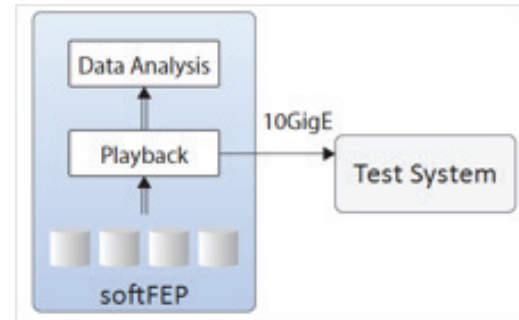 Data Analysis
10GigE
Playback
Test System
softFEP